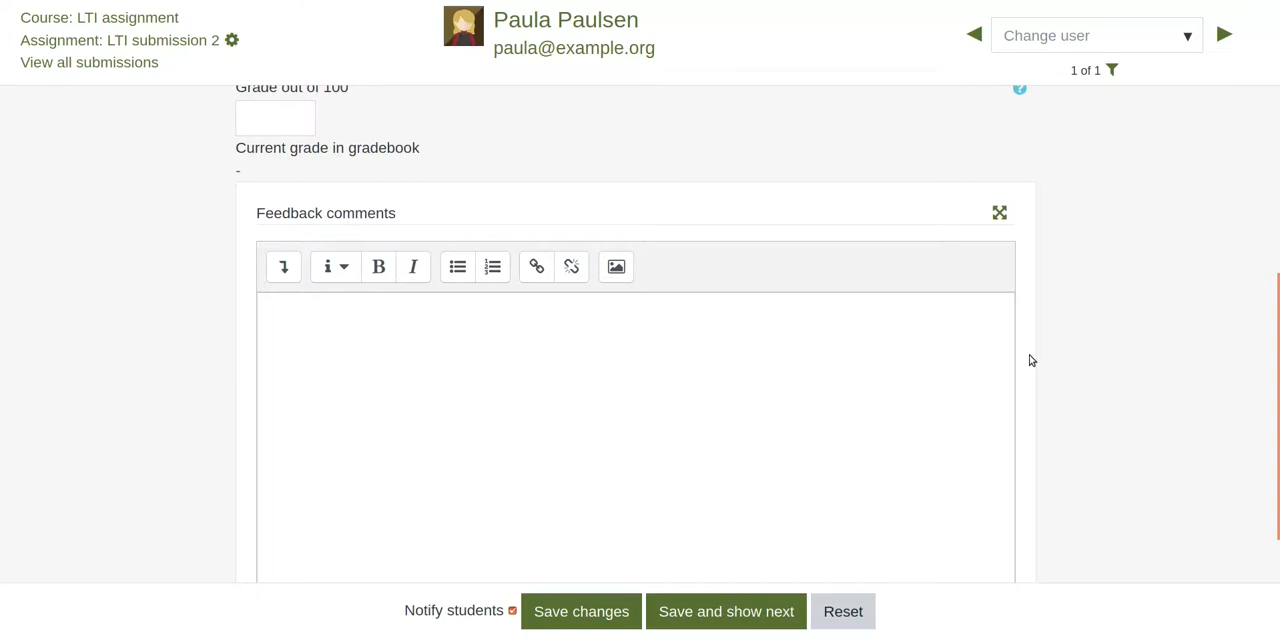 Course: LTI assignment
Assignment: LTI submission 2
View all submissions
Paula Paulsen
paula@example.org
Change user
1 of 1
Grade out of 100
Current grade in gradebook
-
Feedback comments
Notify students
Save changes
Save and show next
Reset